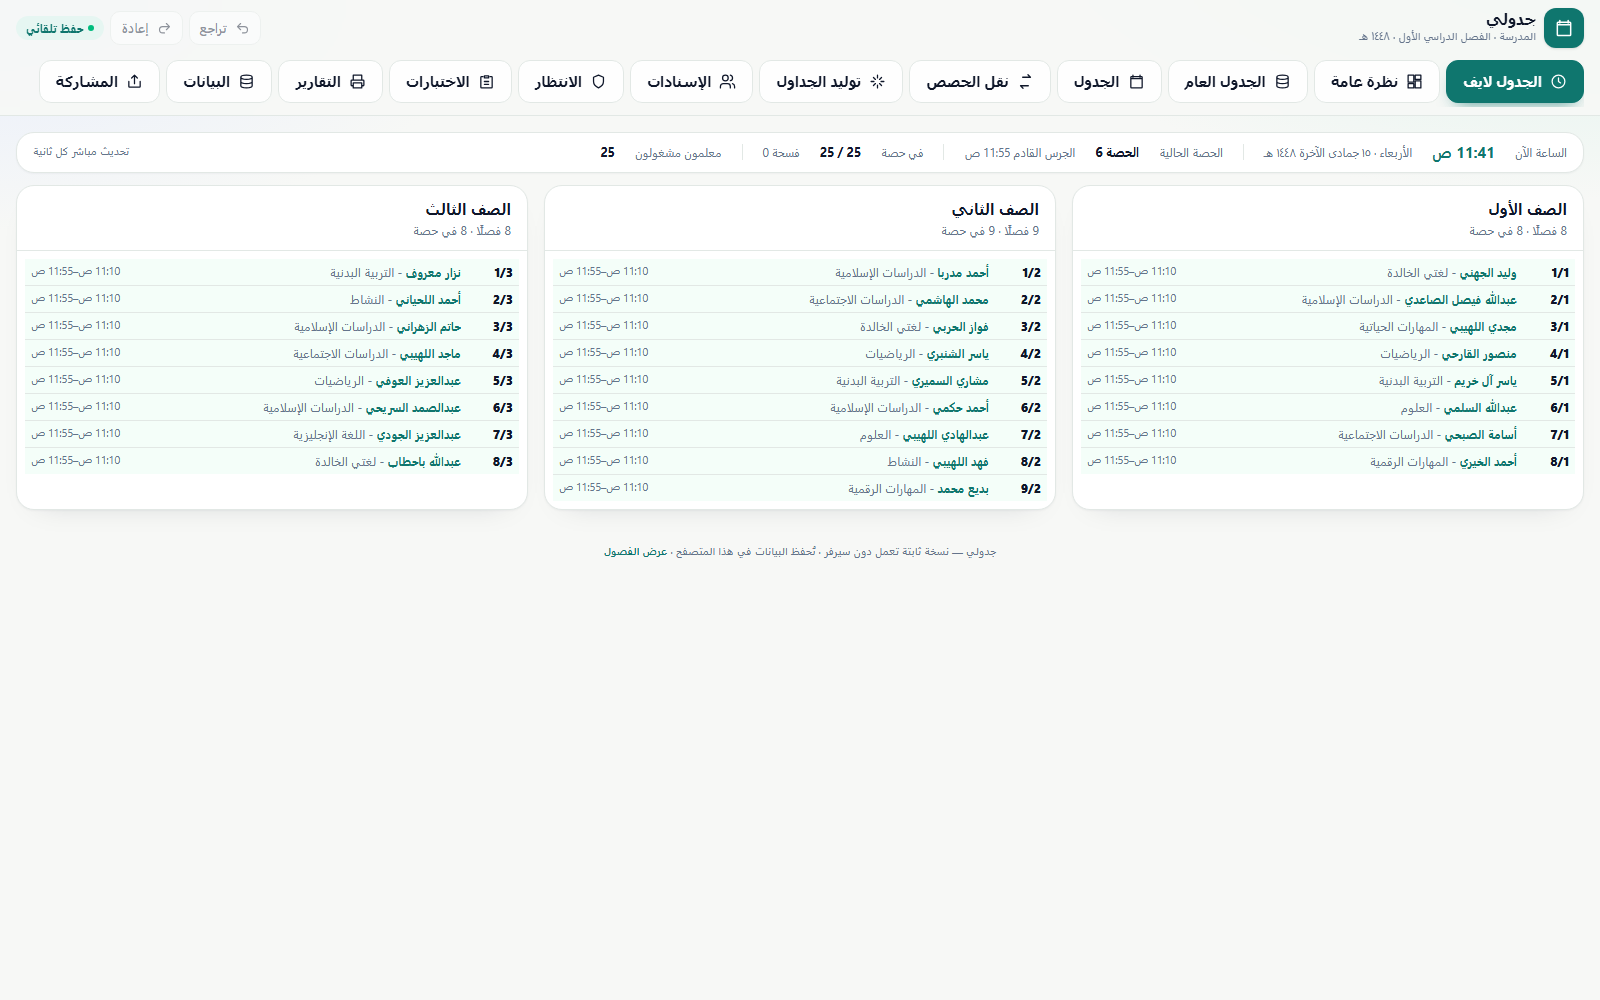 جدولي
المدرسة · الفصل الدراسي الأول · ١٤٤٨ هـ
تراجع
إعادة
حفظ تلقائي
الجدول لايف
نظرة عامة
الجدول العام
الجدول
نقل الحصص
توليد الجداول
الإسنادات
الانتظار
الاختبارات
التقارير
البيانات
المشاركة
الساعة الآن 11:41 ص الأربعاء، ١٥ جمادى الآخرة ١٤٤٨ هـ الحصة الحالية الحصة 6 الجرس القادم 11:55 ص في حصة 25 / 25 فسحة 0 معلمون مشغولون 25 تحديث مباشر كل ثانية
الصف الأول
8 فصلًا · 8 في حصة
1/1 وليد الجهني - لغتي الخالدة 11:10 ص–11:55 ص
2/1 عبدالله فيصل الصاعدي - الدراسات الإسلامية 11:10 ص–11:55 ص
3/1 مجدي اللهيبي - المهارات الحياتية 11:10 ص–11:55 ص
4/1 منصور القارحي - الرياضيات 11:10 ص–11:55 ص
5/1 ياسر آل خريم - التربية البدنية 11:10 ص–11:55 ص
6/1 عبدالله السلمي - العلوم 11:10 ص–11:55 ص
7/1 أسامة الصبحي - الدراسات الاجتماعية 11:10 ص–11:55 ص
8/1 أحمد الخيري - المهارات الرقمية 11:10 ص–11:55 ص
الصف الثاني
9 فصلًا · 9 في حصة
1/2 أحمد مدربا - الدراسات الإسلامية 11:10 ص–11:55 ص
2/2 محمد الهاشمي - الدراسات الاجتماعية 11:10 ص–11:55 ص
3/2 فواز الحربي - لغتي الخالدة 11:10 ص–11:55 ص
4/2 ياسر الشنبري - الرياضيات 11:10 ص–11:55 ص
5/2 مشاري السميري - التربية البدنية 11:10 ص–11:55 ص
6/2 أحمد حكمي - الدراسات الإسلامية 11:10 ص–11:55 ص
7/2 عبدالهادي اللهيبي - العلوم 11:10 ص–11:55 ص
8/2 فهد اللهيبي - النشاط 11:10 ص–11:55 ص
9/2 بديع محمد - المهارات الرقمية 11:10 ص–11:55 ص
الصف الثالث
8 فصلًا · 8 في حصة
1/3 نزار معروف - التربية البدنية 11:10 ص–11:55 ص
2/3 أحمد اللحياني - النشاط 11:10 ص–11:55 ص
3/3 حاتم الزهراني - الدراسات الإسلامية 11:10 ص–11:55 ص
4/3 ماجد اللهيبي - الدراسات الاجتماعية 11:10 ص–11:55 ص
5/3 عبدالعزيز العوفي - الرياضيات 11:10 ص–11:55 ص
6/3 عبدالصمد السريحي - الدراسات الإسلامية 11:10 ص–11:55 ص
7/3 عبدالعزيز الجودي - اللغة الإنجليزية 11:10 ص–11:55 ص
8/3 عبدالله باحطاب - لغتي الخالدة 11:10 ص–11:55 ص
جدولي — نسخة ثابتة تعمل دون سيرفر · تُحفظ البيانات في هذا المتصفح · عرض الفصول